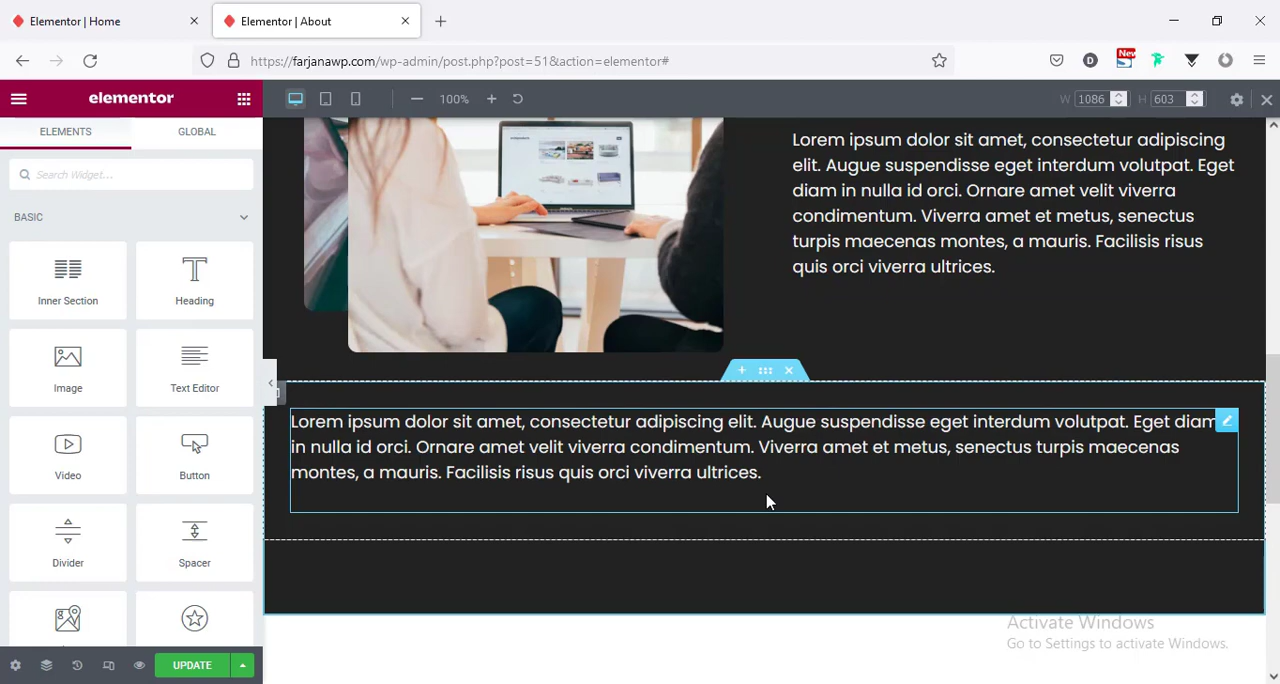 Elementor | Home
Elementor | About
https://farjanawp.com/wp-admin/post.php?post=51&action=elementor#
New
elementor
100%
W 1086 H 603
ELEMENTS GLOBAL
Search Widget...
BASIC
Inner Section
Heading
Image
Text Editor
Video
Button
Divider
Spacer
UPDATE
Lorem ipsum dolor sit amet, consectetur adipiscing
elit. Augue suspendisse eget interdum volutpat. Eget
diam in nulla id orci. Ornare amet velit viverra
condimentum. Viverra amet et metus, senectus
turpis maecenas montes, a mauris. Facilisis risus
quis orci viverra ultrices.
Lorem ipsum dolor sit amet, consectetur adipiscing elit. Augue suspendisse eget interdum volutpat. Eget diam
in nulla id orci. Ornare amet velit viverra condimentum. Viverra amet et metus, senectus turpis maecenas
montes, a mauris. Facilisis risus quis orci viverra ultrices.
Activate Windows
Go to Settings to activate Windows.